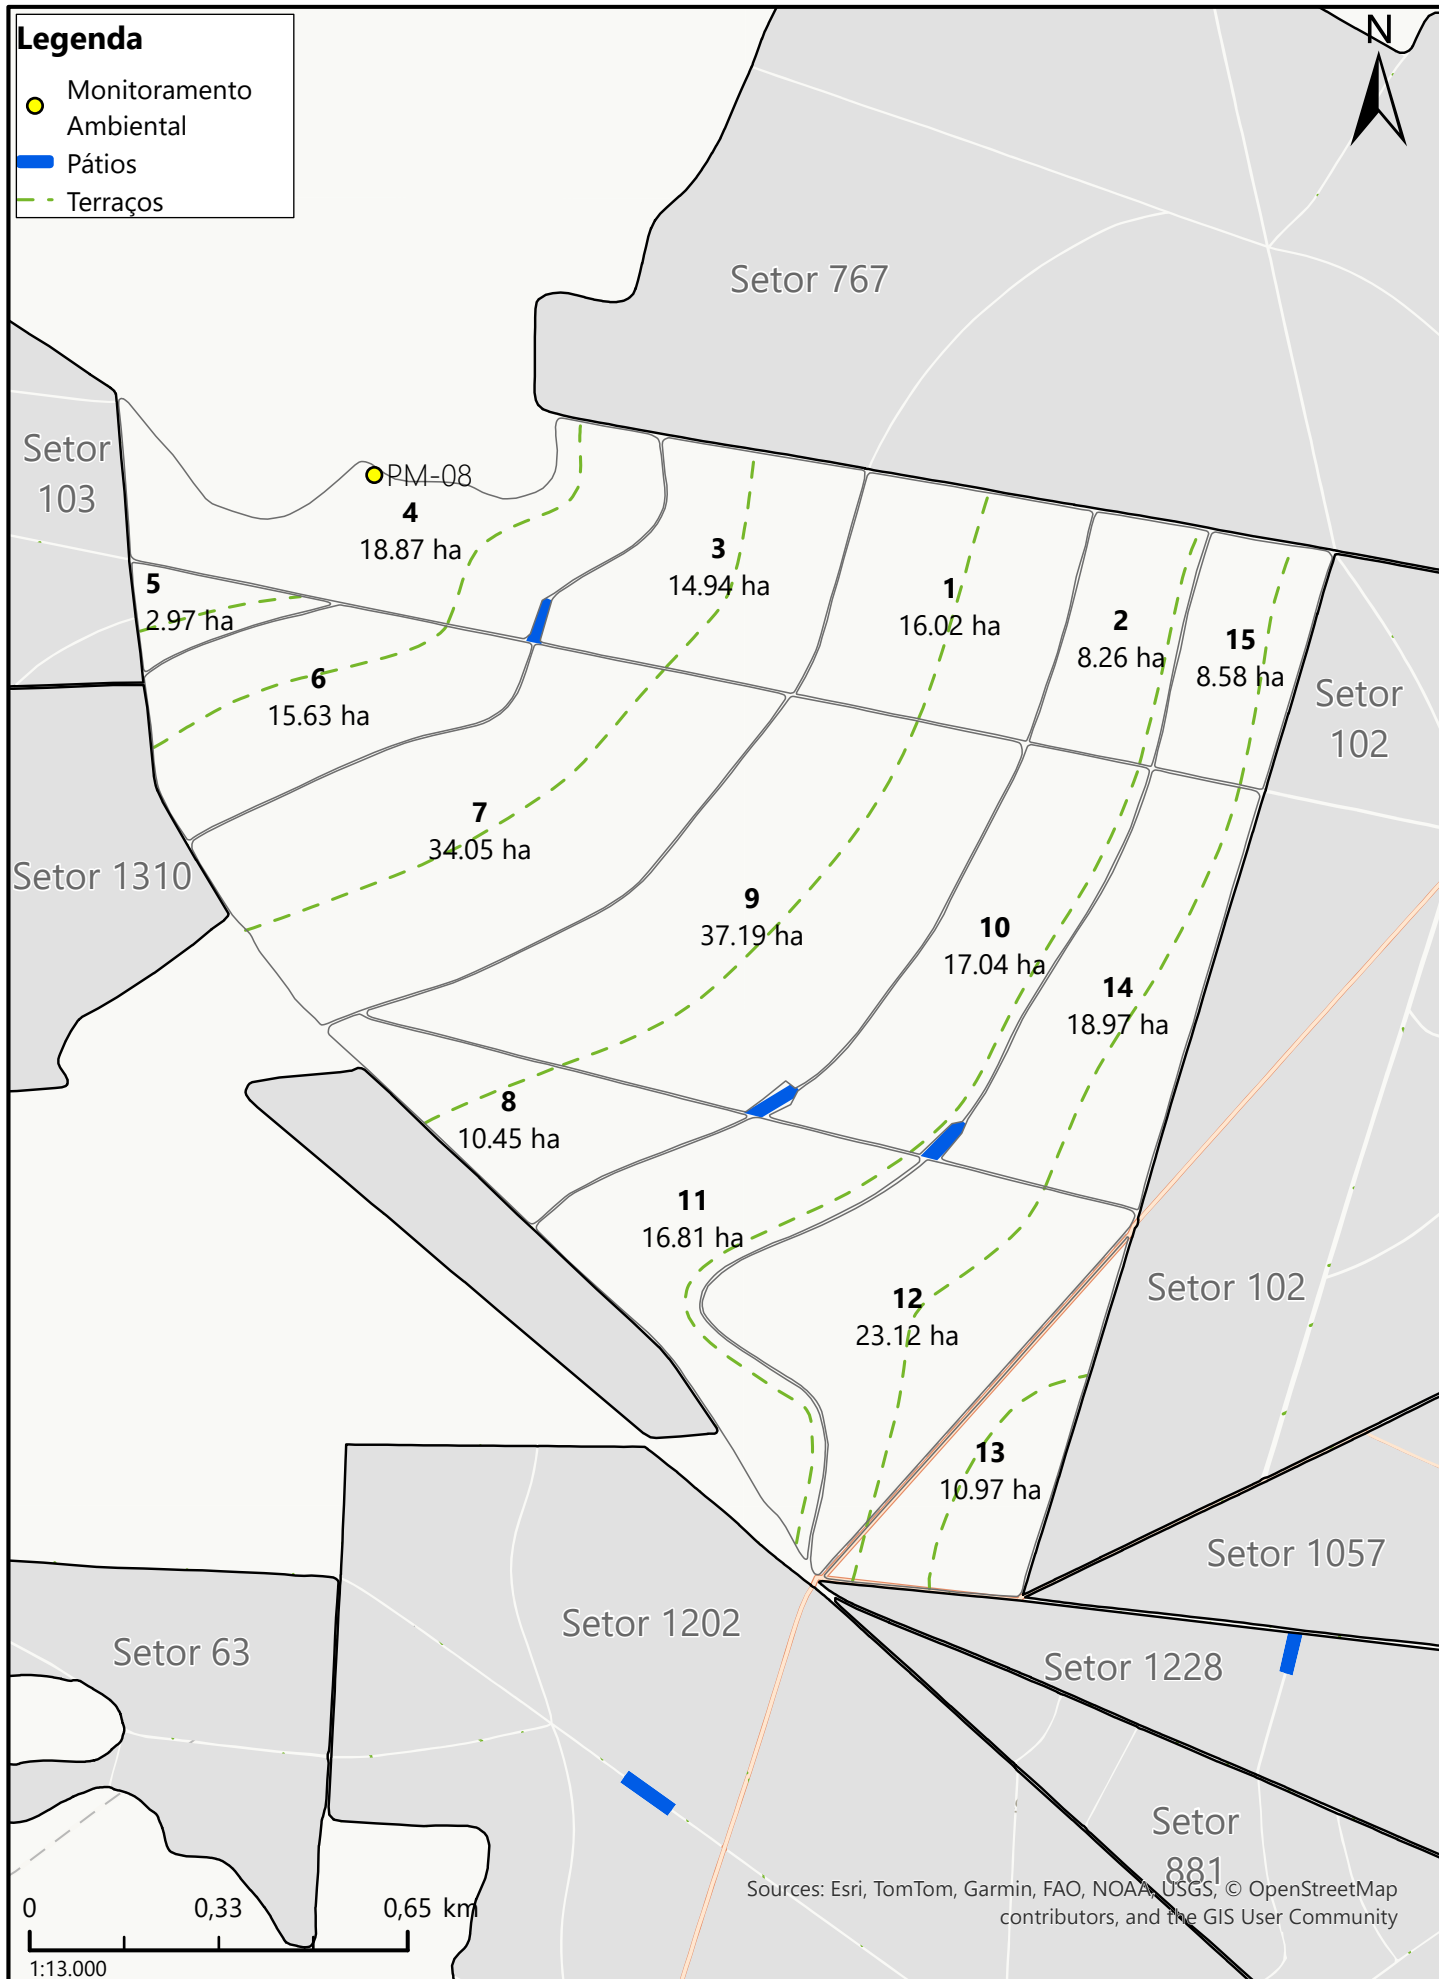 Legenda
Monitoramento
Ambiental
Pátios
Terraços
N
Setor 767
Setor
103
PM-08
4
18.87 ha
3
14.94 ha
5
2.97 ha
1
16.02 ha
2
8.26 ha
15
8.58 ha
6
15.63 ha
Setor
102
7
34.05 ha
Setor 1310
9
37.19 ha
10
17.04 ha
14
18.97 ha
8
10.45 ha
11
16.81 ha
12
23.12 ha
Setor 102
13
10.97 ha
Setor 1057
Setor 1202
Setor 63
Setor 1228
Setor
881
Sources: Esri, TomTom, Garmin, FAO, NOAA, USGS, © OpenStreetMap
contributors, and the GIS User Community
0 0,33 0,65 km
1:13.000